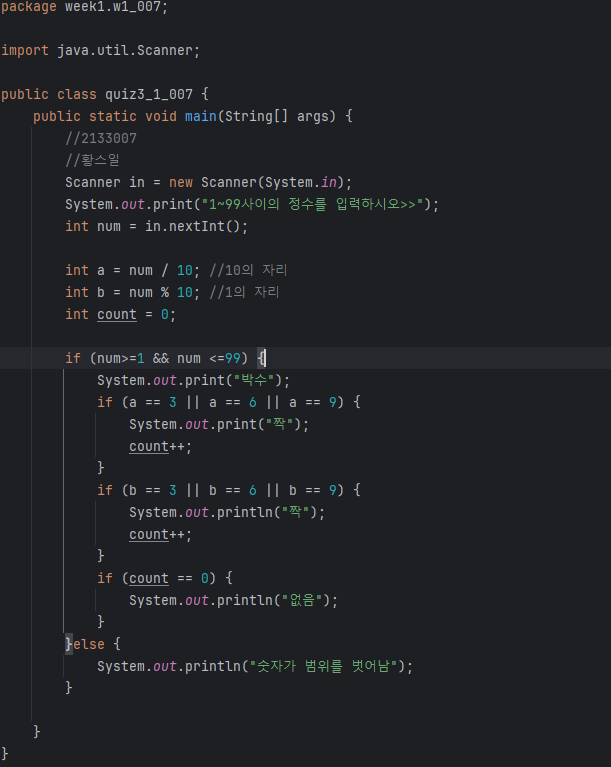 package week1.w1_007;
import java.util.Scanner;
public class quiz3_1_007 {
public static void main(String[] args) {
//2133007
//황스일
Scanner in = new Scanner(System.in);
System.out.print("1~99사이의 정수를 입력하시오>>");
int num = in.nextInt();
int a = num / 10; //10의 자리
int b = num % 10; //1의 자리
int count = 0;
if (num>=1 && num <=99) {
System.out.print("박수");
if (a == 3 || a == 6 || a == 9) {
System.out.print("짝");
count++;
}
if (b == 3 || b == 6 || b == 9) {
System.out.println("짝");
count++;
}
if (count == 0) {
System.out.println("없음");
}
}else {
System.out.println("숫자가 범위를 벗어남");
}
}
}